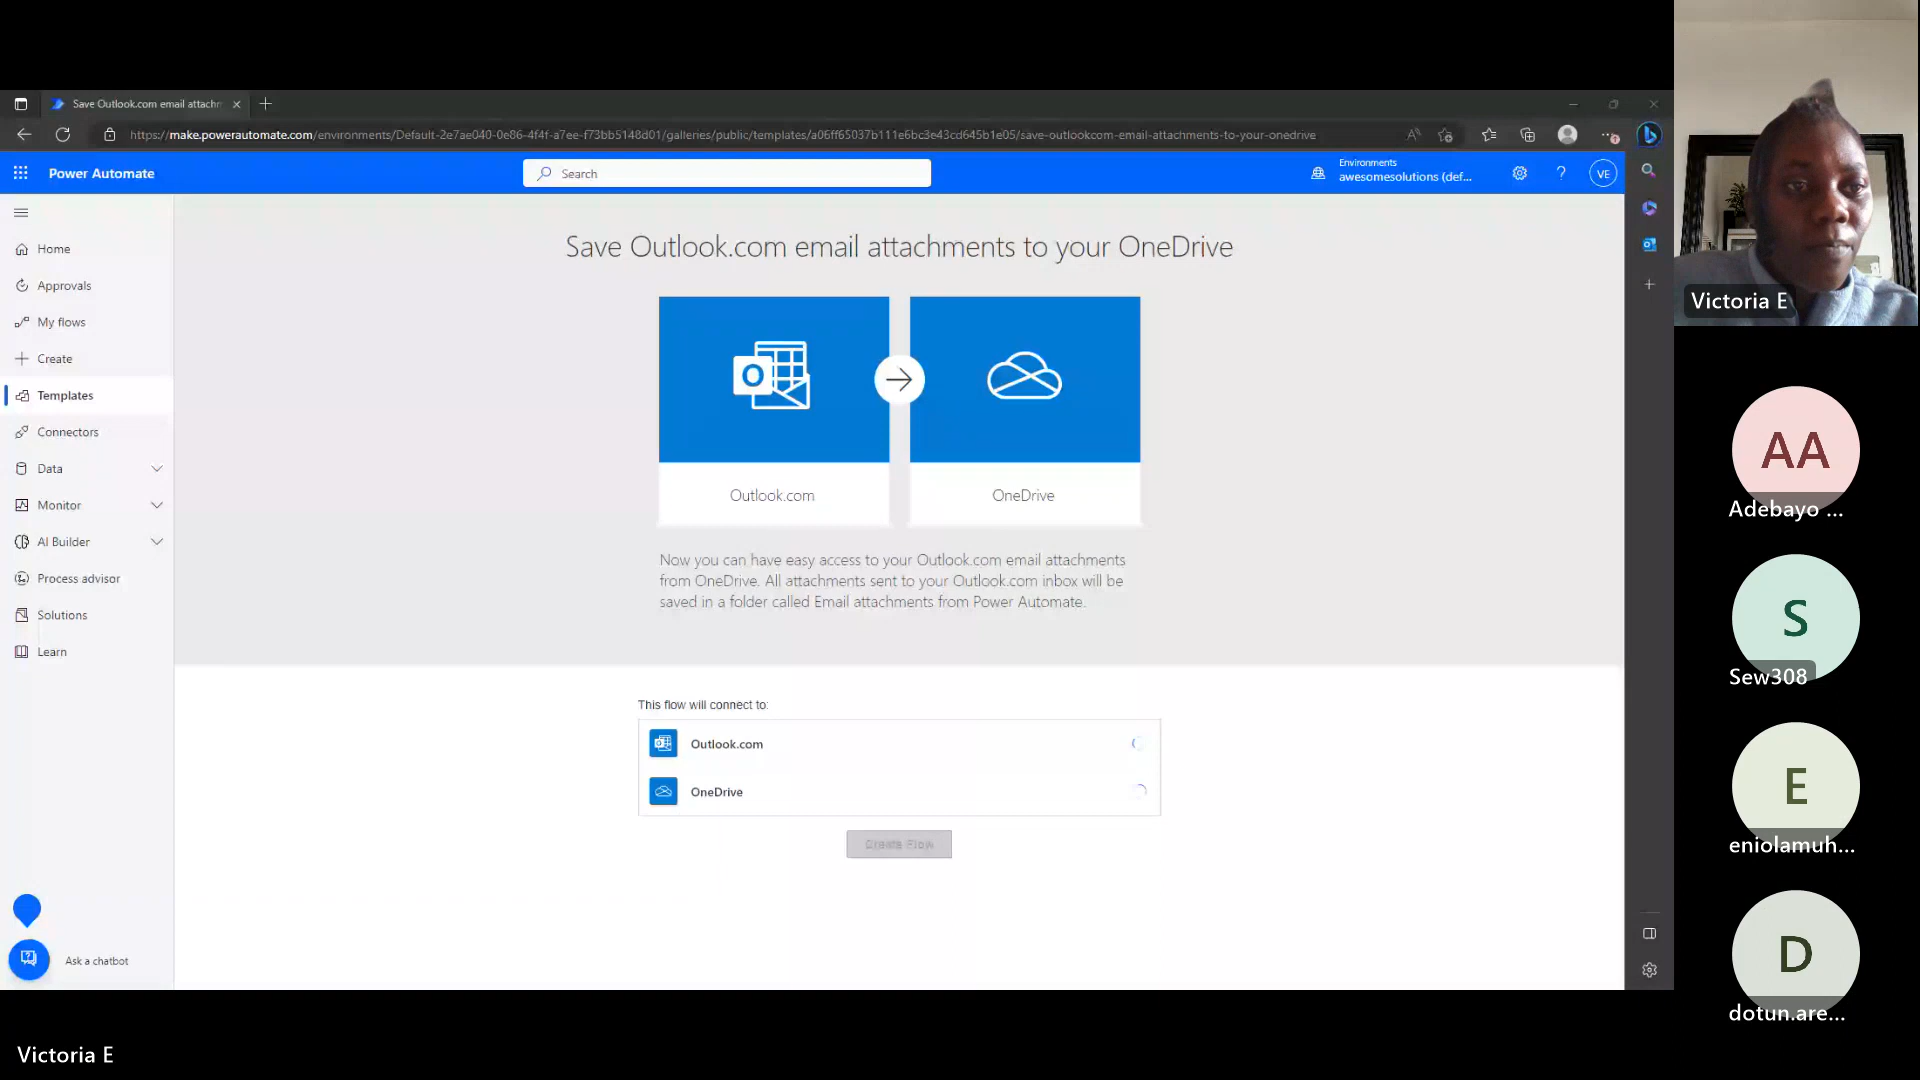 Save Outlook.com email attachm
https://make.powerautomate.com/environments/Default-2e7ae040-0e86-4f4f-a7ee-f73bb5148d01/galleries/public/templates/a06ff65037b111e6bc3e43cd645b1e05/save-outlookcom-email-attachments-to-your-onedrive
Power Automate
Search
Environments
awesomesolutions (def...
VE
Home
Approvals
My flows
Create
Templates
Connectors
Data
Monitor
AI Builder
Process advisor
Solutions
Learn
Ask a chatbot
Save Outlook.com email attachments to your OneDrive
Outlook.com
OneDrive
Now you can have easy access to your Outlook.com email attachments
from OneDrive. All attachments sent to your Outlook.com inbox will be
saved in a folder called Email attachments from Power Automate.
This flow will connect to:
Outlook.com
OneDrive
Create Flow
Victoria E
AA
Adebayo ...
S
Sew308
E
eniolamuh...
D
dotun.are...
Victoria E